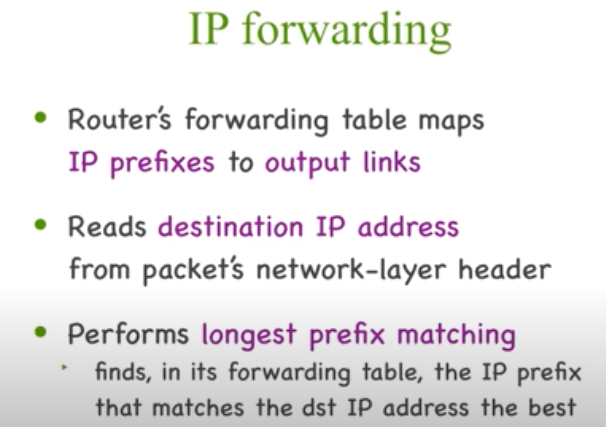 IP forwarding
• Router's forwarding table maps
IP prefixes to output links
• Reads destination IP address
from packet's network-layer header
• Performs longest prefix matching
‣ finds, in its forwarding table, the IP prefix
that matches the dst IP address the best